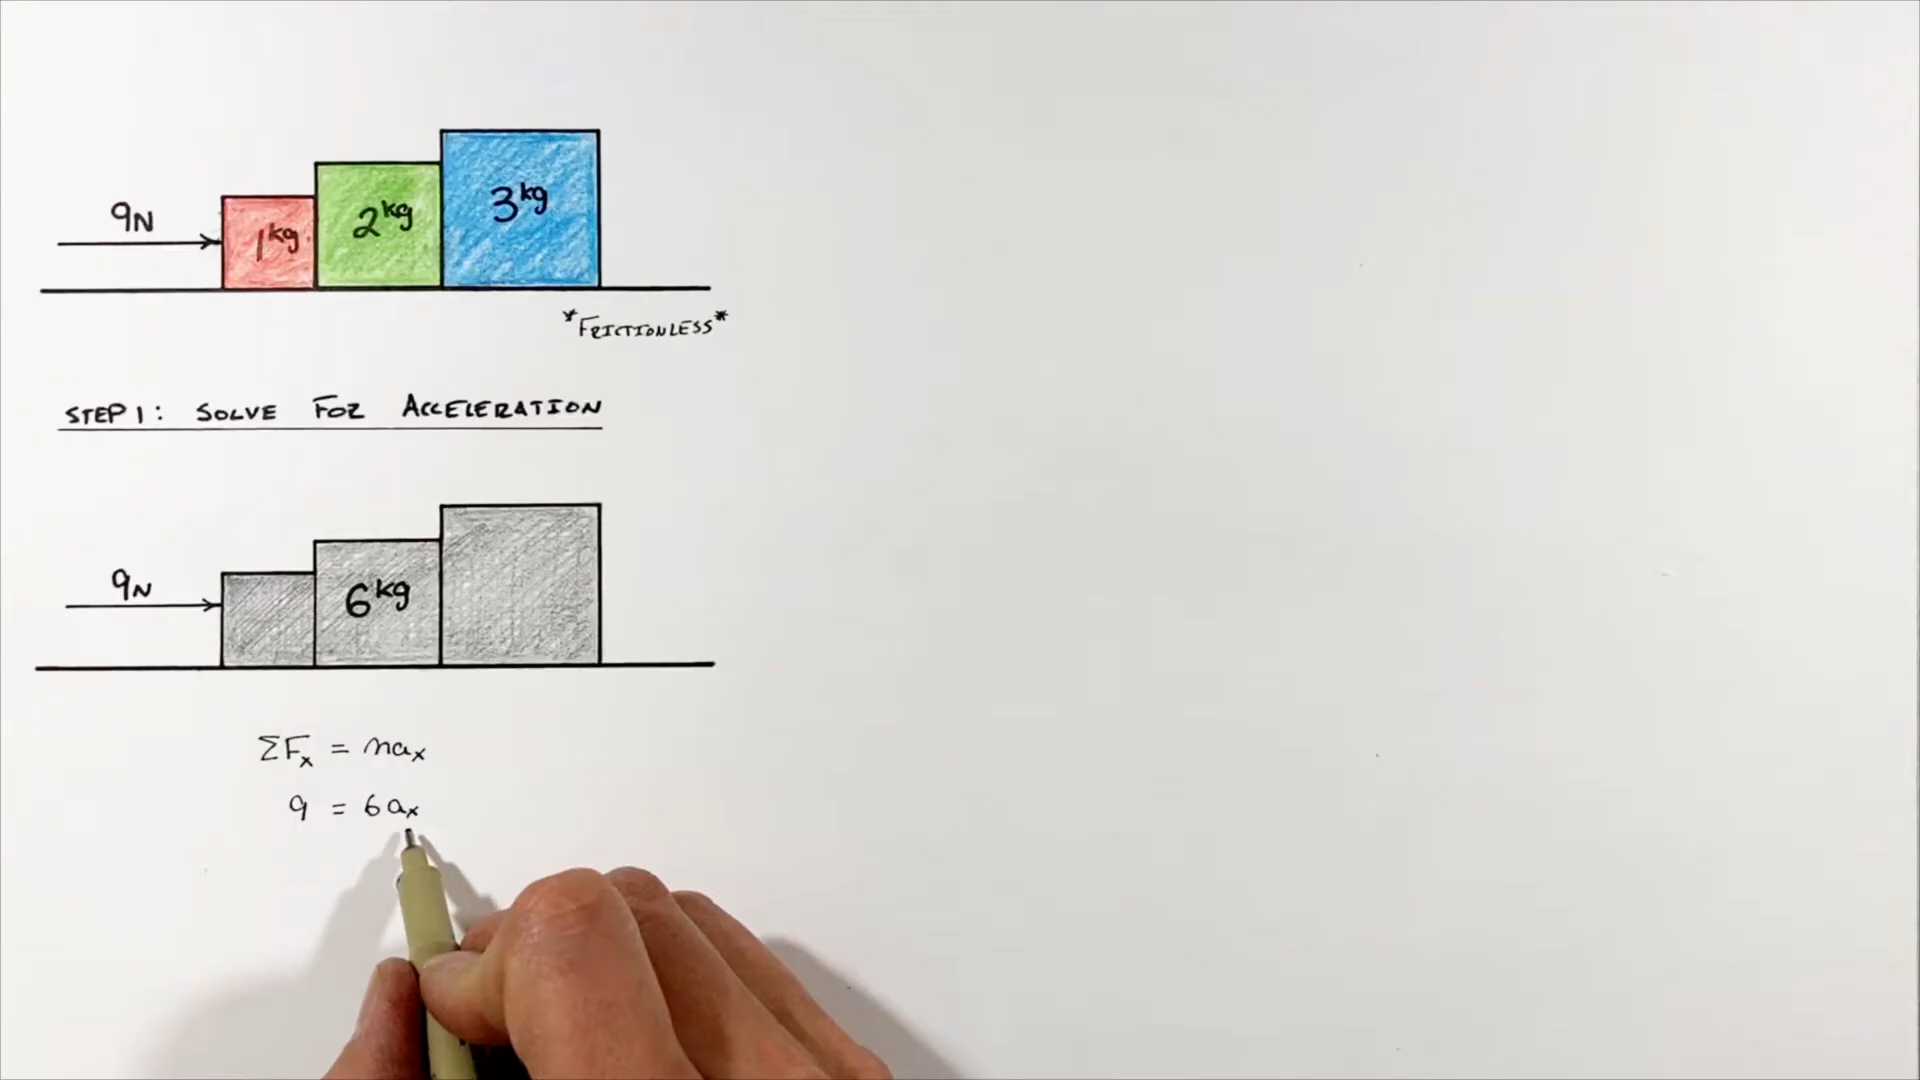 9N
1kg
2kg
3kg
*FRICTIONLESS*
STEP 1: SOLVE FOR ACCELERATION
9N
6kg
ΣFx = max
9 = 6ax